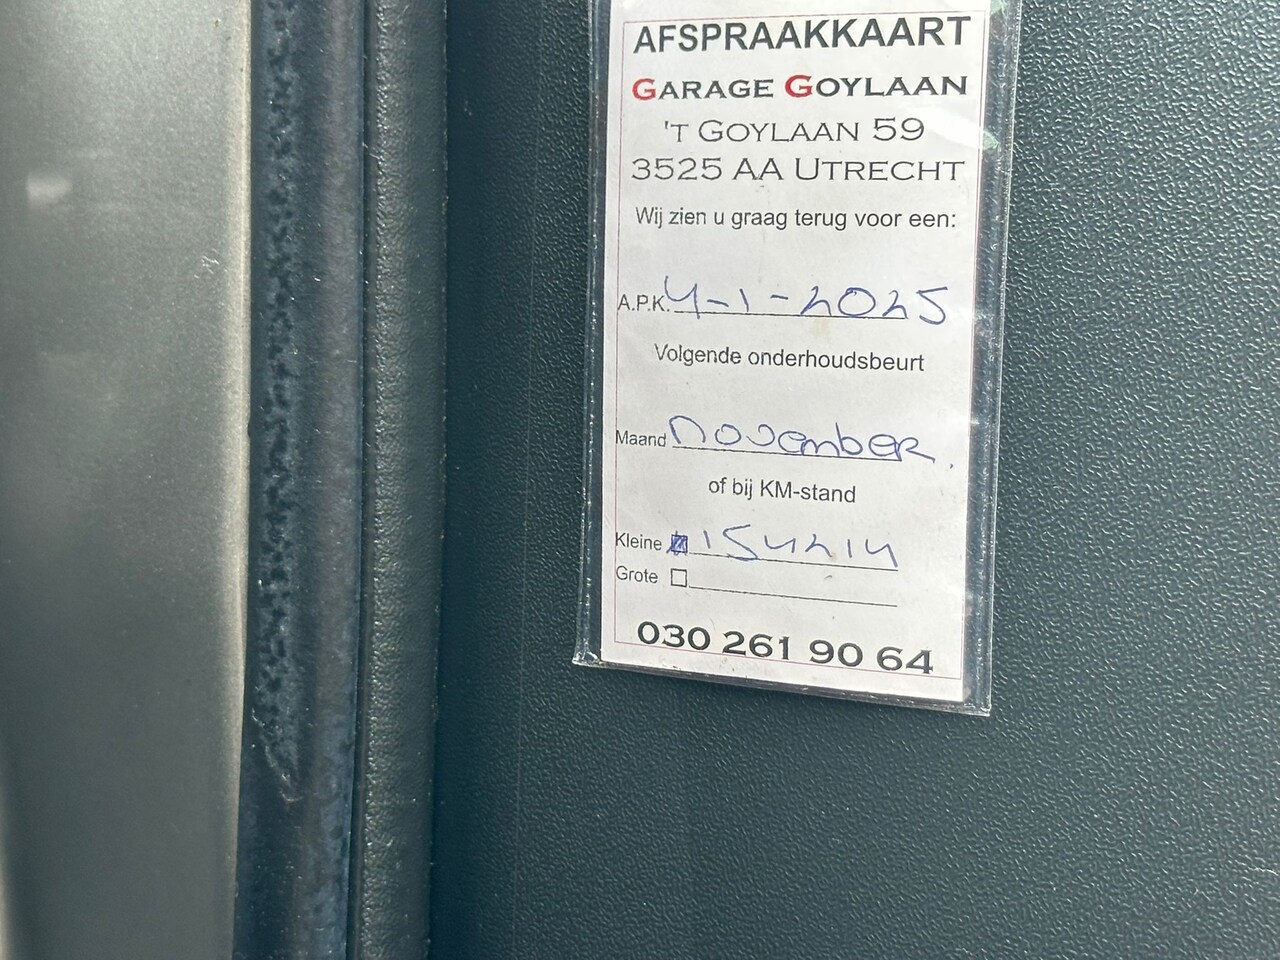 AFSPRAAKKAART
GARAGE GOYLAAN
'T GOYLAAN 59
3525 AA UTRECHT
Wij zien u graag terug voor een:
A.P.K. 4-1-2025
Volgende onderhoudsbeurt
Maand november.
of bij KM-stand
Kleine 154214
Grote
030 261 90 64